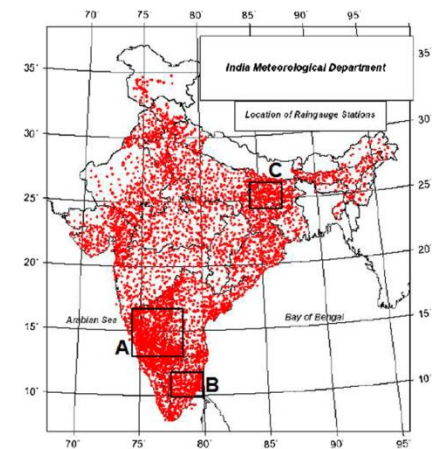 70° 75° 80° 85° 90° 95°
India Meteorological Department
35° 35°
Location of Raingauge Stations
30° 30°
C
25° 25°
20° 20°
Arabian Sea Bay of Bengal
15° 15°
A
B
10° 10°
70° 75° 80° 85° 90° 95°